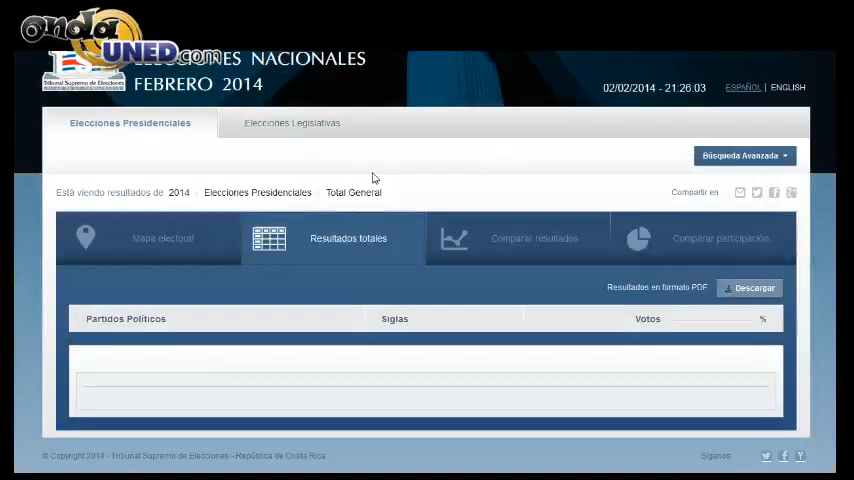 onda
UNED.com
ELECCIONES NACIONALES
FEBRERO 2014
Tribunal Supremo de Elecciones
02/02/2014 - 21:26.03
ESPAÑOL | ENGLISH
Elecciones Presidenciales
Elecciones Legislativas
Búsqueda Avanzada
Está viendo resultados de 2014 / Elecciones Presidenciales / Total General
Compartir en
Mapa electoral
Resultados totales
Comparar resultados
Comparar participación
Resultados en formato PDF
Descargar
Partidos Políticos
Siglas
Votos
%
© Copyright 2014 - Tribunal Supremo de Elecciones - República de Costa Rica
Síganos: